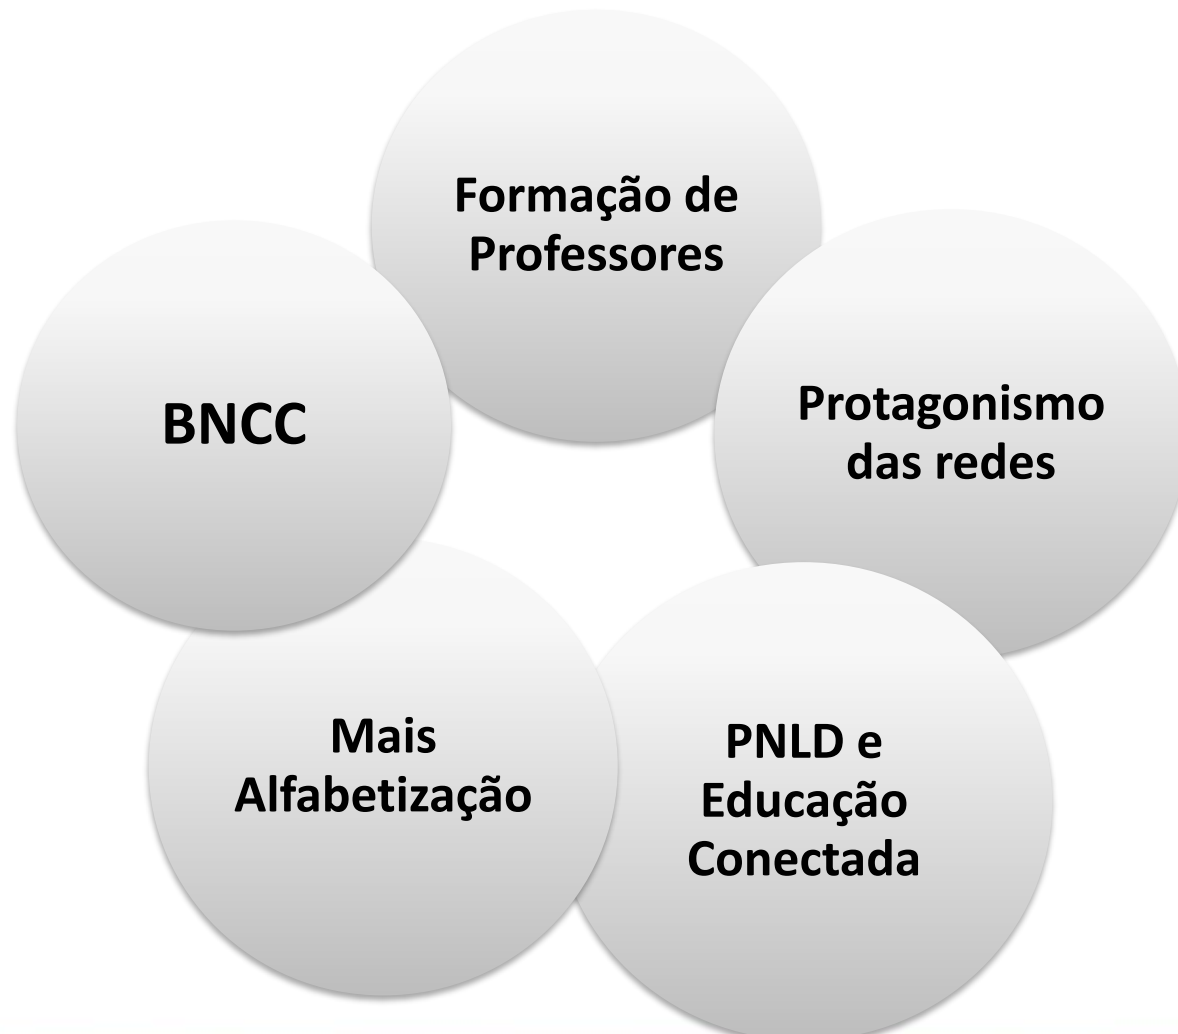 Formação de
Professores
BNCC
Protagonismo
das redes
Mais
Alfabetização
PNLD e
Educação
Conectada